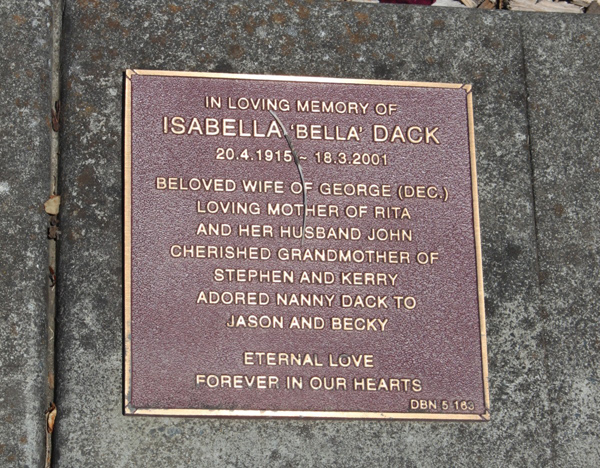 IN LOVING MEMORY OF
ISABELLA 'BELLA' DACK
20.4.1915 ~ 18.3.2001
BELOVED WIFE OF GEORGE (DEC.)
LOVING MOTHER OF RITA
AND HER HUSBAND JOHN
CHERISHED GRANDMOTHER OF
STEPHEN AND KERRY
ADORED NANNY DACK TO
JASON AND BECKY
ETERNAL LOVE
FOREVER IN OUR HEARTS
DBN 5 163